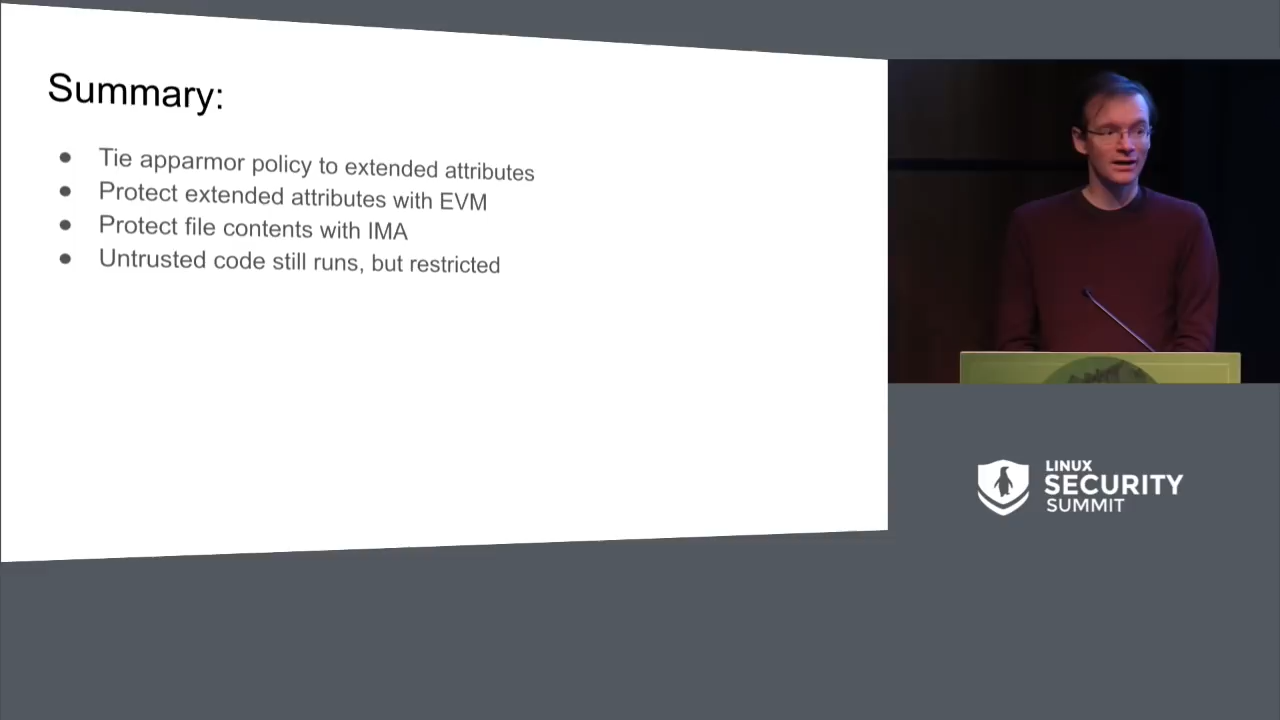 Summary:
Tie apparmor policy to extended attributes
Protect extended attributes with EVM
Protect file contents with IMA
Untrusted code still runs, but restricted
LINUX
SECURITY
SUMMIT